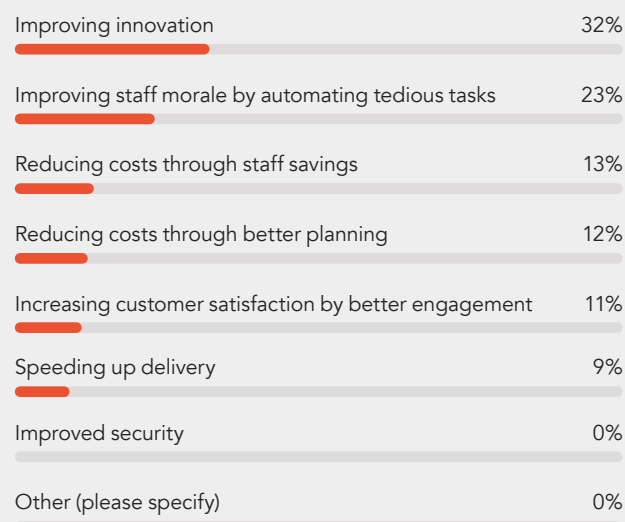 Improving innovation 32%
Improving staff morale by automating tedious tasks 23%
Reducing costs through staff savings 13%
Reducing costs through better planning 12%
Increasing customer satisfaction by better engagement 11%
Speeding up delivery 9%
Improved security 0%
Other (please specify) 0%